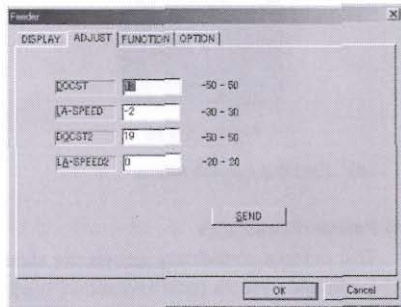 Feeder
DISPLAY ADJUST FUNCTION OPTION
DOCST -50 - 50
LA-SPEED -2 -30 - 30
DOCST2 19 -50 - 50
LA-SPEED2 0 -20 - 20
SEND
OK Cancel